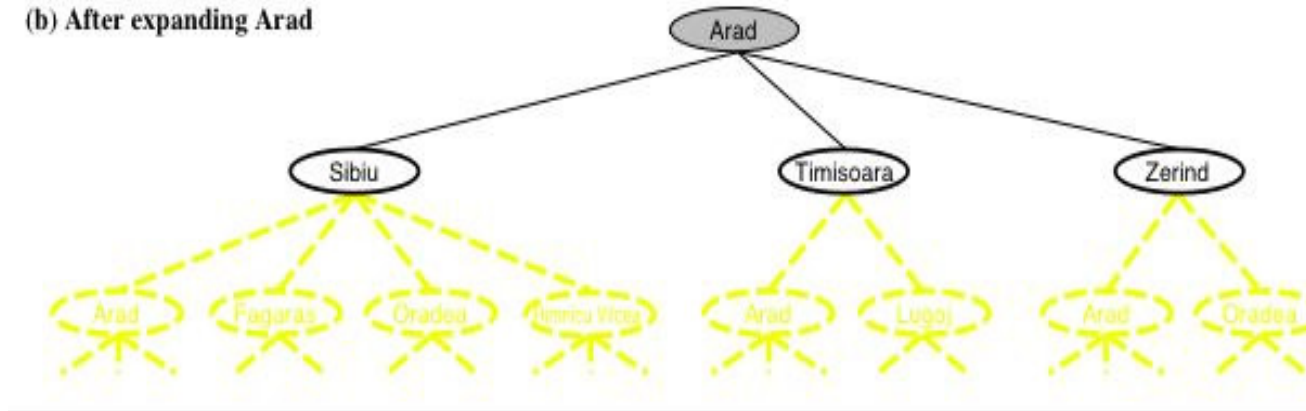 (b) After expanding Arad
Arad
Sibiu
Timisoara
Zerind
Arad
Fagaras
Oradea
Arad
Lugoj
Arad
Oradea